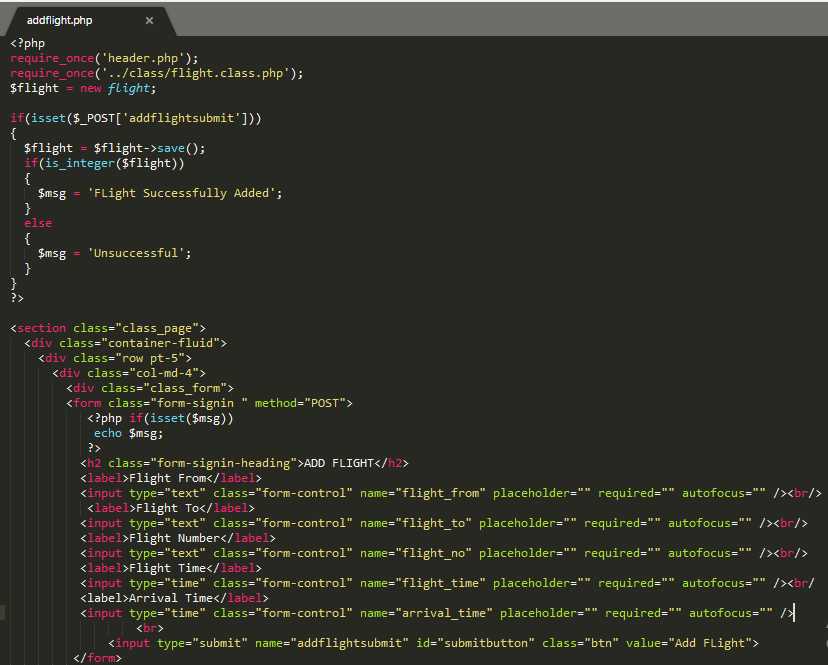 addflight.php ×
<?php
require_once('header.php');
require_once('../class/flight.class.php');
$flight = new flight;
if(isset($_POST['addflightsubmit']))
{
$flight = $flight->save();
if(is_integer($flight))
{
$msg = 'FLight Successfully Added';
}
else
{
$msg = 'Unsuccessful';
}
}
?>
<section class="class_page">
<div class="container-fluid">
<div class="row pt-5">
<div class="col-md-4">
<div class="class_form">
<form class="form-signin " method="POST">
<?php if(isset($msg))
echo $msg;
?>
<h2 class="form-signin-heading">ADD FLIGHT</h2>
<label>Flight From</label>
<input type="text" class="form-control" name="flight_from" placeholder="" required="" autofocus="" /><br/>
<label>Flight To</label>
<input type="text" class="form-control" name="flight_to" placeholder="" required="" autofocus="" /><br/>
<label>Flight Number</label>
<input type="text" class="form-control" name="flight_no" placeholder="" required="" autofocus="" /><br/>
<label>Flight Time</label>
<input type="time" class="form-control" name="flight_time" placeholder="" required="" autofocus="" /><br/
<label>Arrival Time</label>
<input type="time" class="form-control" name="arrival_time" placeholder="" required="" autofocus="" />
<br>
<input type="submit" name="addflightsubmit" id="submitbutton" class="btn" value="Add FLight">
</form>